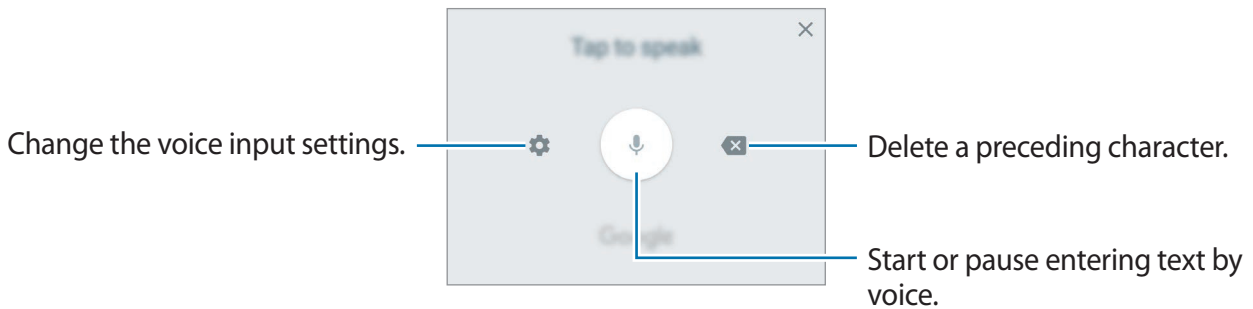 Tap to speak
Change the voice input settings.
Delete a preceding character.
Google
Start or pause entering text by
voice.